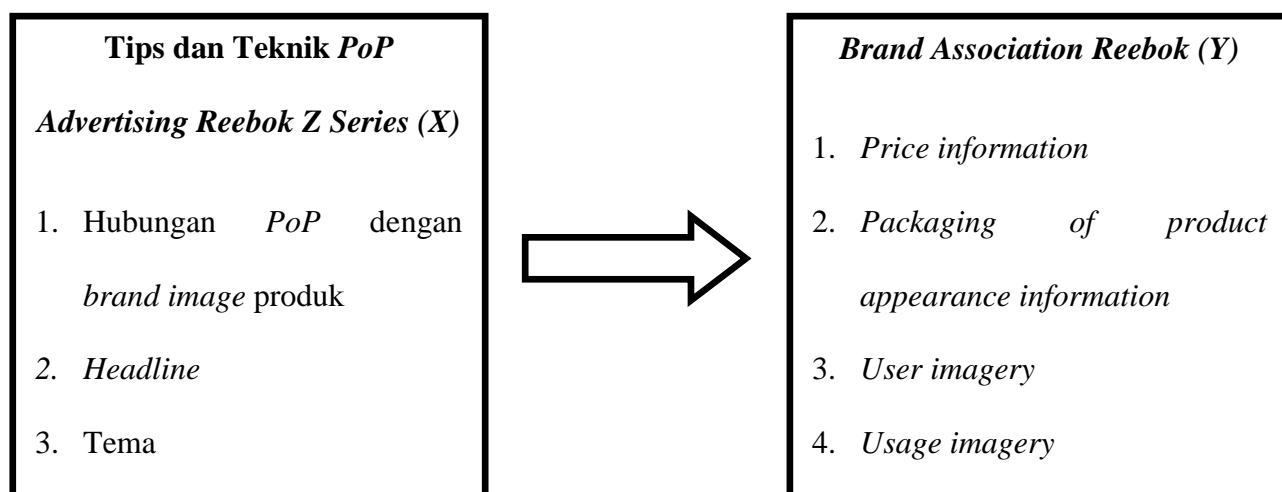 Tips dan Teknik PoP
Advertising Reebok Z Series (X)
1. Hubungan PoP dengan
brand image produk
2. Headline
3. Tema
Brand Association Reebok (Y)
1. Price information
2. Packaging of product
appearance information
3. User imagery
4. Usage imagery